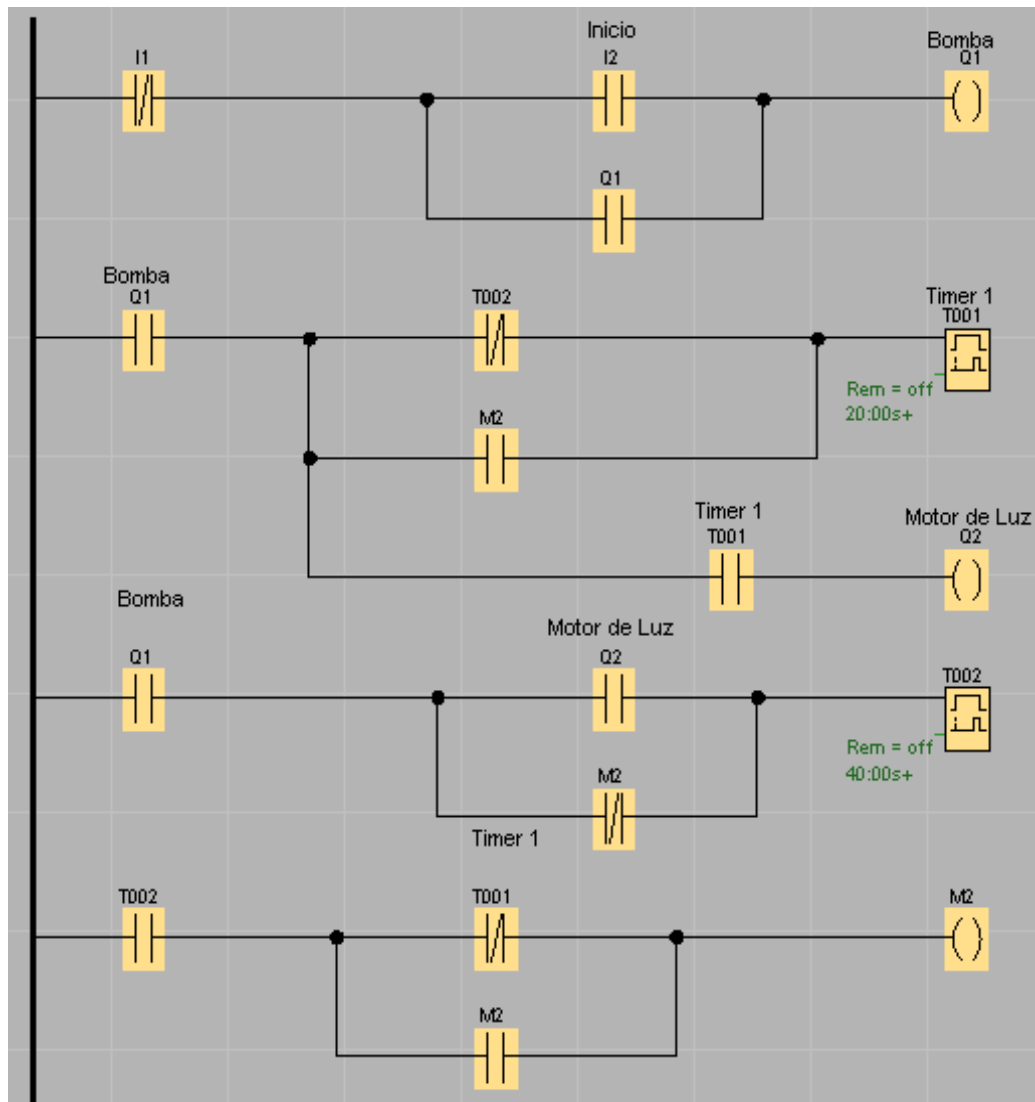 Inicio
Bomba
I1
I2
Q1
Q1
Bomba
Q1
T002
Timer 1
T001
Rem = off
20:00s+
M2
Timer 1
T001
Motor de Luz
Q2
Bomba
Motor de Luz
Q1
Q2
T002
Rem = off
40:00s+
M2
Timer 1
T002
T001
M2
M2